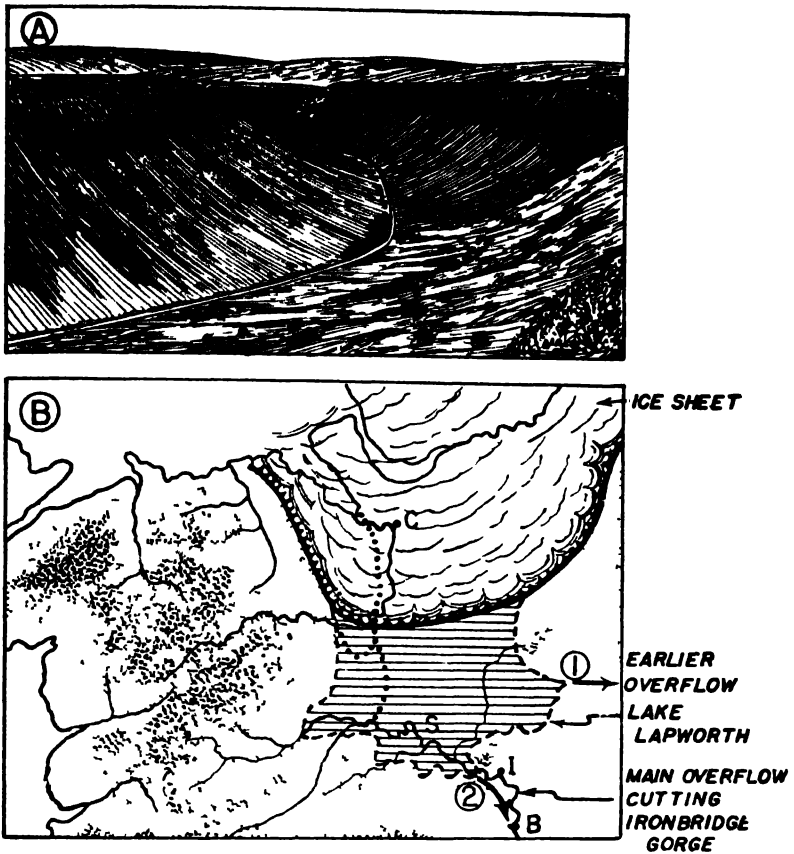 A
B
ICE SHEET
C
1
EARLIER
OVERFLOW
LAKE
LAPWORTH
S
I
2
MAIN OVERFLOW
CUTTING
IRONBRIDGE
GORGE
B